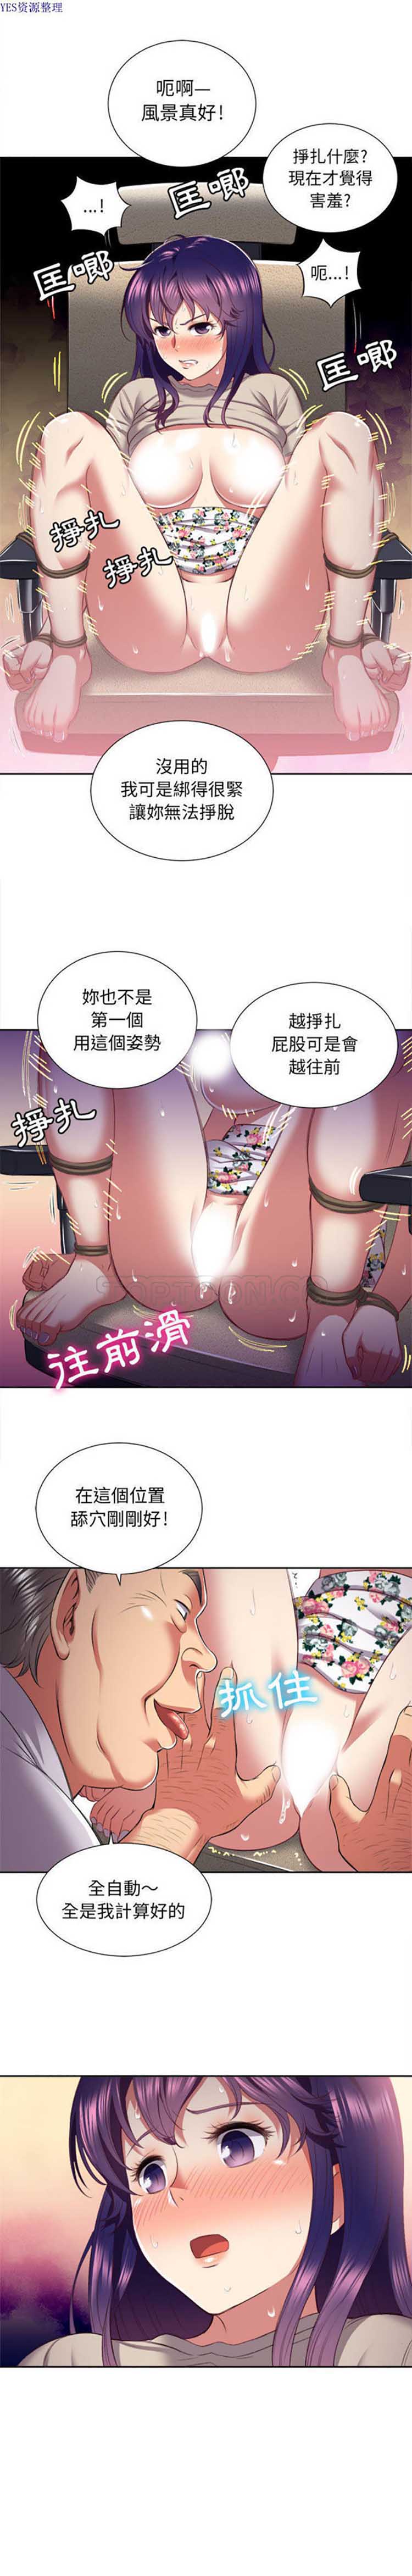 YES资源整理
呃啊—
風景真好!
掙扎什麼?
現在才覺得
害羞?
...!
匡啷
匡啷
呃...!
匡啷
掙扎
掙扎
沒用的
我可是綁得很緊
讓妳無法掙脫
妳也不是
第一個
用這個姿勢
越掙扎
屁股可是會
越往前
掙扎
往前滑
在這個位置
舔穴剛剛好!
抓住
全自動～
全是我計算好的